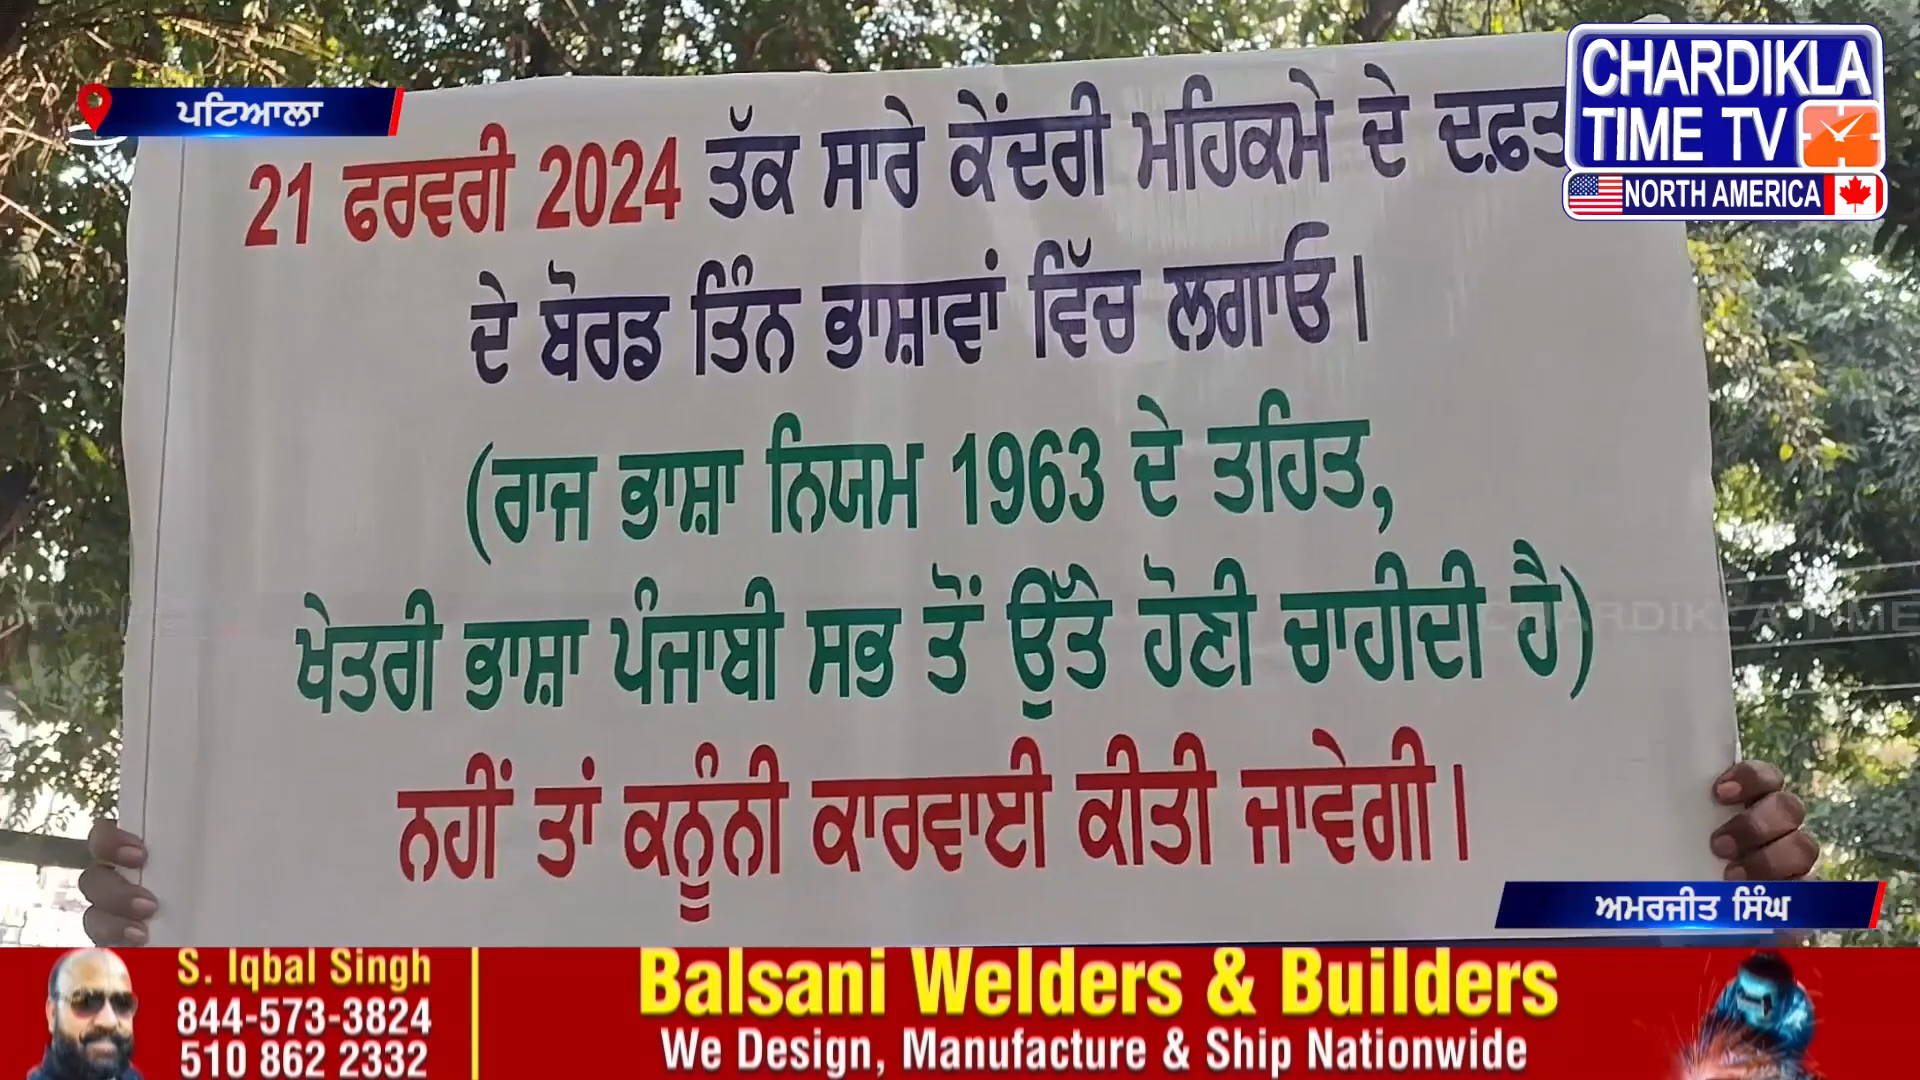 ਪਟਿਆਲਾ
CHARDIKLA
TIME TV
NORTH AMERICA
21 ਫਰਵਰੀ 2024 ਤੱਕ ਸਾਰੇ ਕੇਂਦਰੀ ਮਹਿਕਮੇ ਦੇ
ਦੇ ਬੋਰਡ ਤਿੰਨ ਭਾਸ਼ਾਵਾਂ ਵਿੱਚ ਲਗਾਓ।
(ਰਾਜ ਭਾਸ਼ਾ ਨਿਯਮ 1963 ਦੇ ਤਹਿਤ,
ਖੇਤਰੀ ਭਾਸ਼ਾ ਪੰਜਾਬੀ ਸਭ ਤੋਂ ਉੱਤੇ ਹੋਣੀ ਚਾਹੀਦੀ ਹੈ)
CHARDIKLA TIME
ਨਹੀਂ ਤਾਂ ਕਨੂੰਨੀ ਕਾਰਵਾਈ ਕੀਤੀ ਜਾਵੇਗੀ।
ਅਮਰਜੀਤ ਸਿੰਘ
S. Iqbal Singh
844-573-3824
510 862 2332
Balsani Welders & Builders
We Design, Manufacture & Ship Nationwide